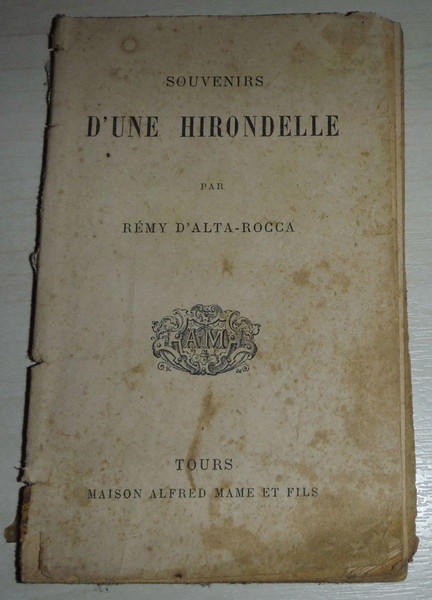 SOUVENIRS
D'UNE HIRONDELLE
PAR
RÉMY D'ALTA-ROCCA
AM
TOURS
MAISON ALFRED MAME ET FILS